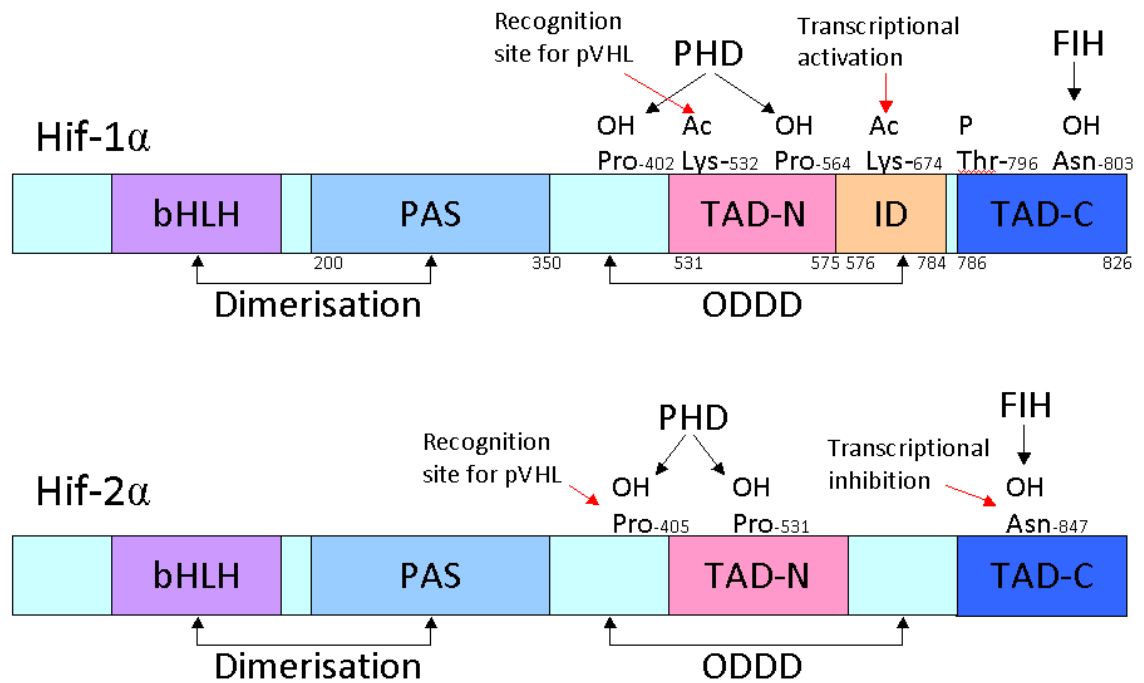 Recognition
site for pVHL
PHD
Transcriptional
activation
FIH
Hif-1α
OH Ac OH Ac P OH
Pro-402 Lys-532 Pro-564 Lys-674 Thr-796 Asn-803
bHLH PAS TAD-N ID TAD-C
200 350 531 575 576 784 786 826
Dimerisation ODDD
FIH
PHD
Recognition
site for pVHL
Transcriptional
inhibition
Hif-2α
OH OH OH
Pro-405 Pro-531 Asn-847
bHLH PAS TAD-N TAD-C
Dimerisation ODDD